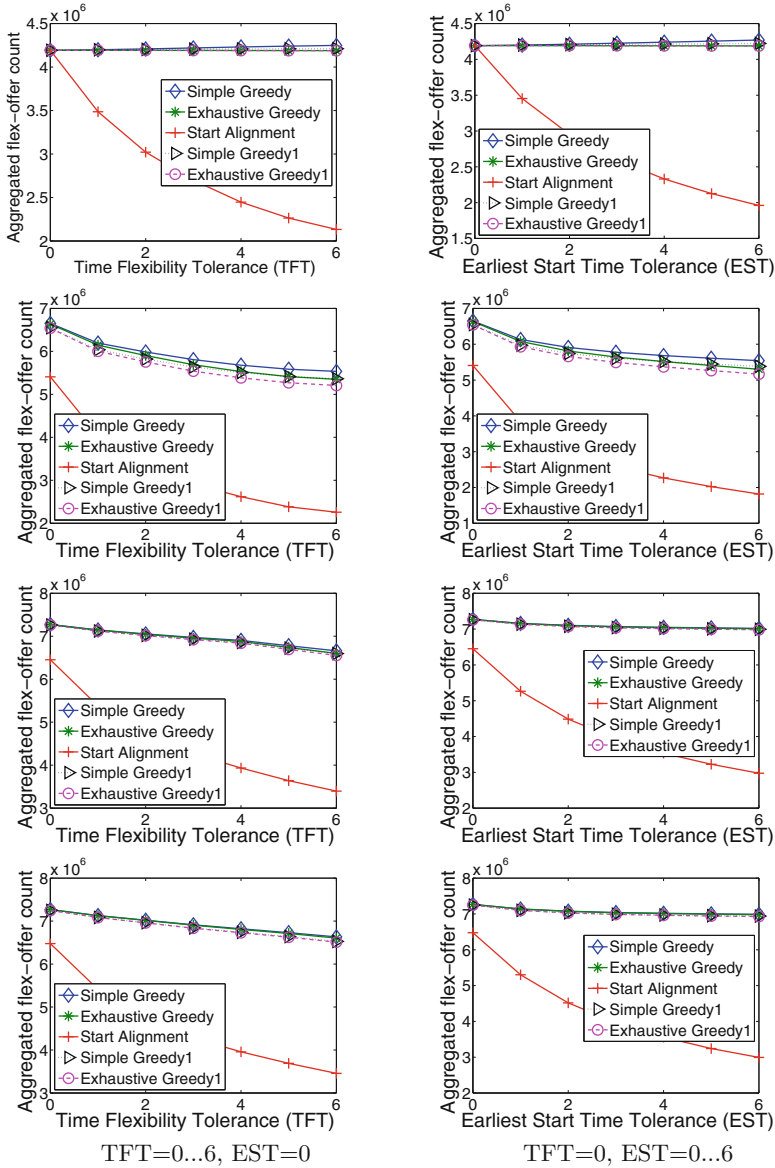 x 10^6
x 10^6
4.5
4
3.5
3
2.5
2
Aggregated flex−offer count
Simple Greedy
Exhaustive Greedy
Start Alignment
Simple Greedy1
Exhaustive Greedy1
0 2 4 6
Time Flexibility Tolerance (TFT)
4.5
4
3.5
3
2.5
2
1.5
Aggregated flex−offer count
Simple Greedy
Exhaustive Greedy
Start Alignment
Simple Greedy1
Exhaustive Greedy1
0 2 4 6
Earliest Start Time Tolerance (EST)
x 10^6
7
6
5
4
3
2
Aggregated flex−offer count
Simple Greedy
Exhaustive Greedy
Start Alignment
Simple Greedy1
Exhaustive Greedy1
0 2 4 6
Time Flexibility Tolerance (TFT)
x 10^6
7
6
5
4
3
2
1
Aggregated flex−offer count
Simple Greedy
Exhaustive Greedy
Start Alignment
Simple Greedy1
Exhaustive Greedy1
0 2 4 6
Earliest Start Time Tolerance (EST)
x 10^6
8
7
6
5
4
3
Aggregated flex−offer count
Simple Greedy
Exhaustive Greedy
Start Alignment
Simple Greedy1
Exhaustive Greedy1
0 2 4 6
Time Flexibility Tolerance (TFT)
x 10^6
8
7
6
5
4
3
2
Aggregated flex−offer count
Simple Greedy
Exhaustive Greedy
Start Alignment
Simple Greedy1
Exhaustive Greedy1
0 2 4 6
Earliest Start Time Tolerance (EST)
x 10^6
8
7
6
5
4
3
Aggregated flex−offer count
Simple Greedy
Exhaustive Greedy
Start Alignment
Simple Greedy1
Exhaustive Greedy1
0 2 4 6
Time Flexibility Tolerance (TFT)
x 10^6
8
7
6
5
4
3
2
Aggregated flex−offer count
Simple Greedy
Exhaustive Greedy
Start Alignment
Simple Greedy1
Exhaustive Greedy1
0 2 4 6
Earliest Start Time Tolerance (EST)
TFT=0...6, EST=0
TFT=0, EST=0...6